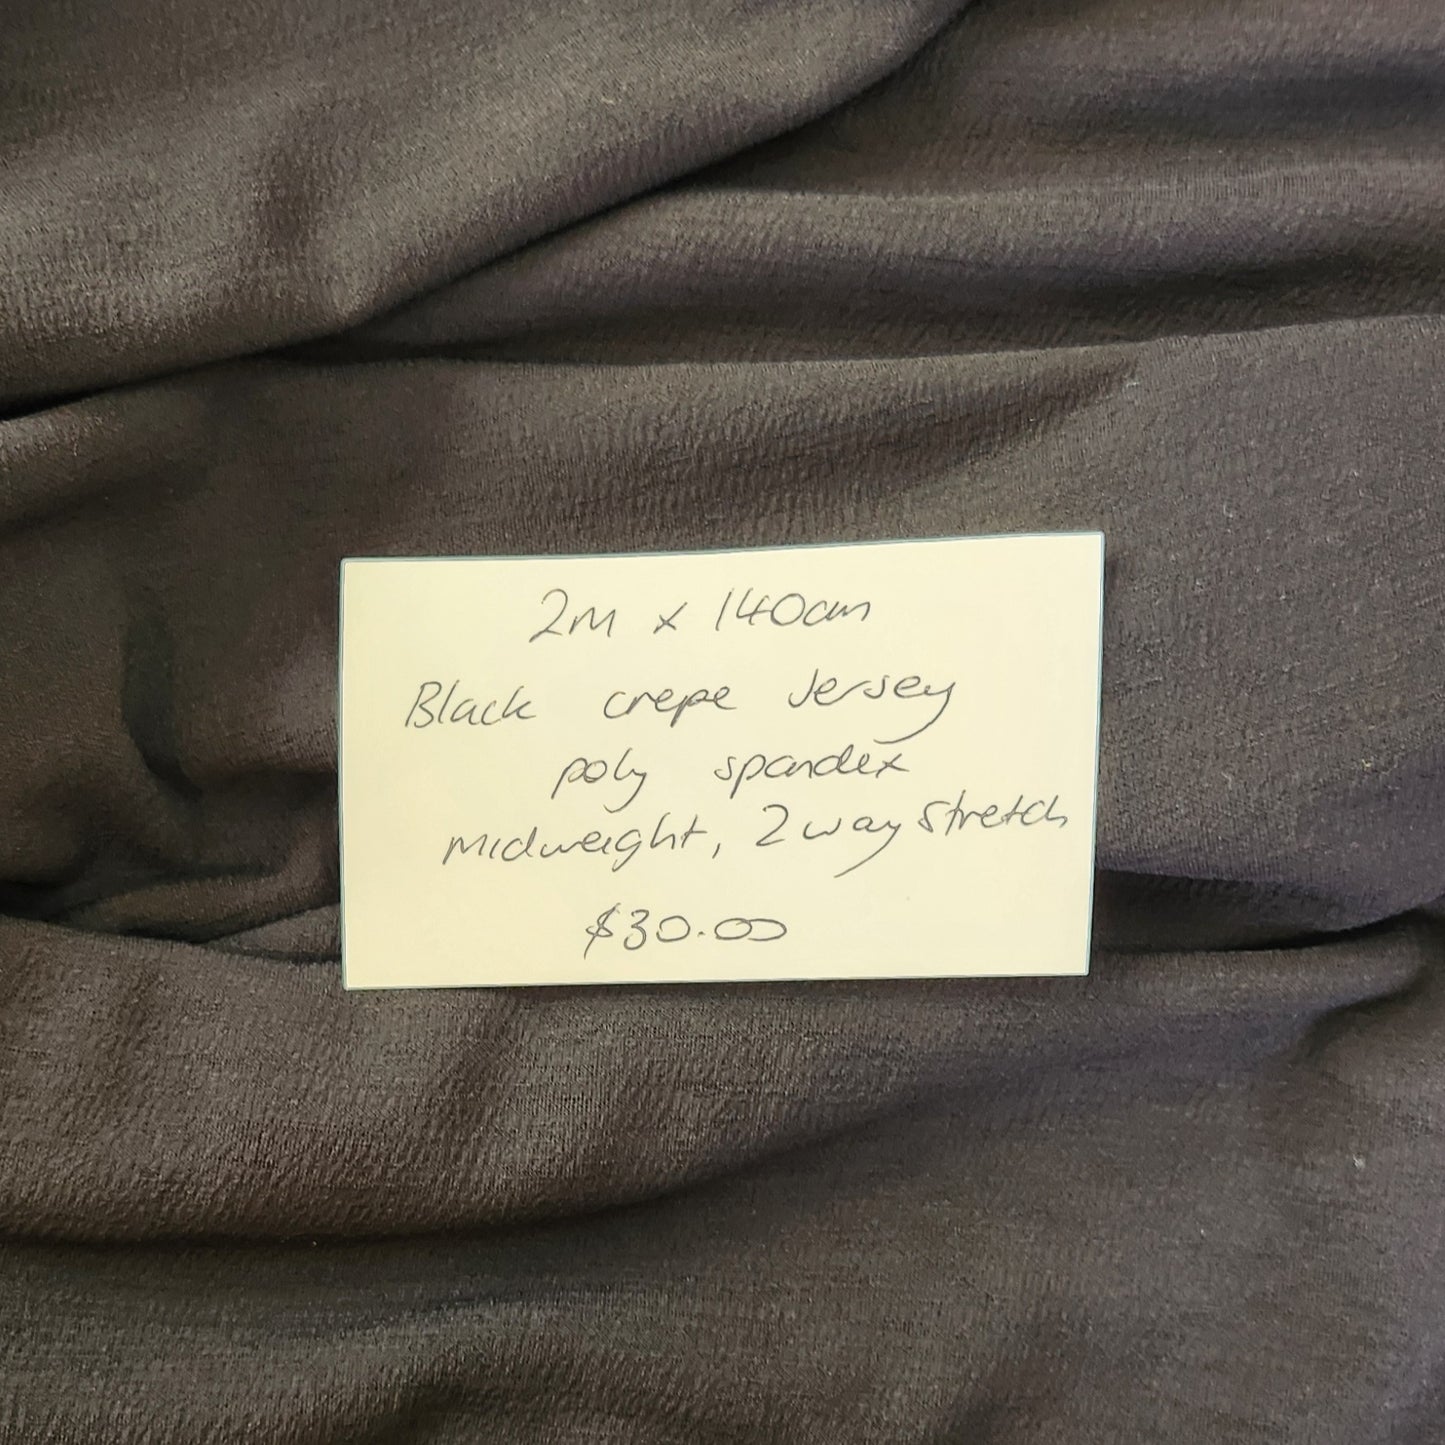 2m x 140cm
Black crepe Jersey
poly spandex
midweight, 2 way stretch
$30.00